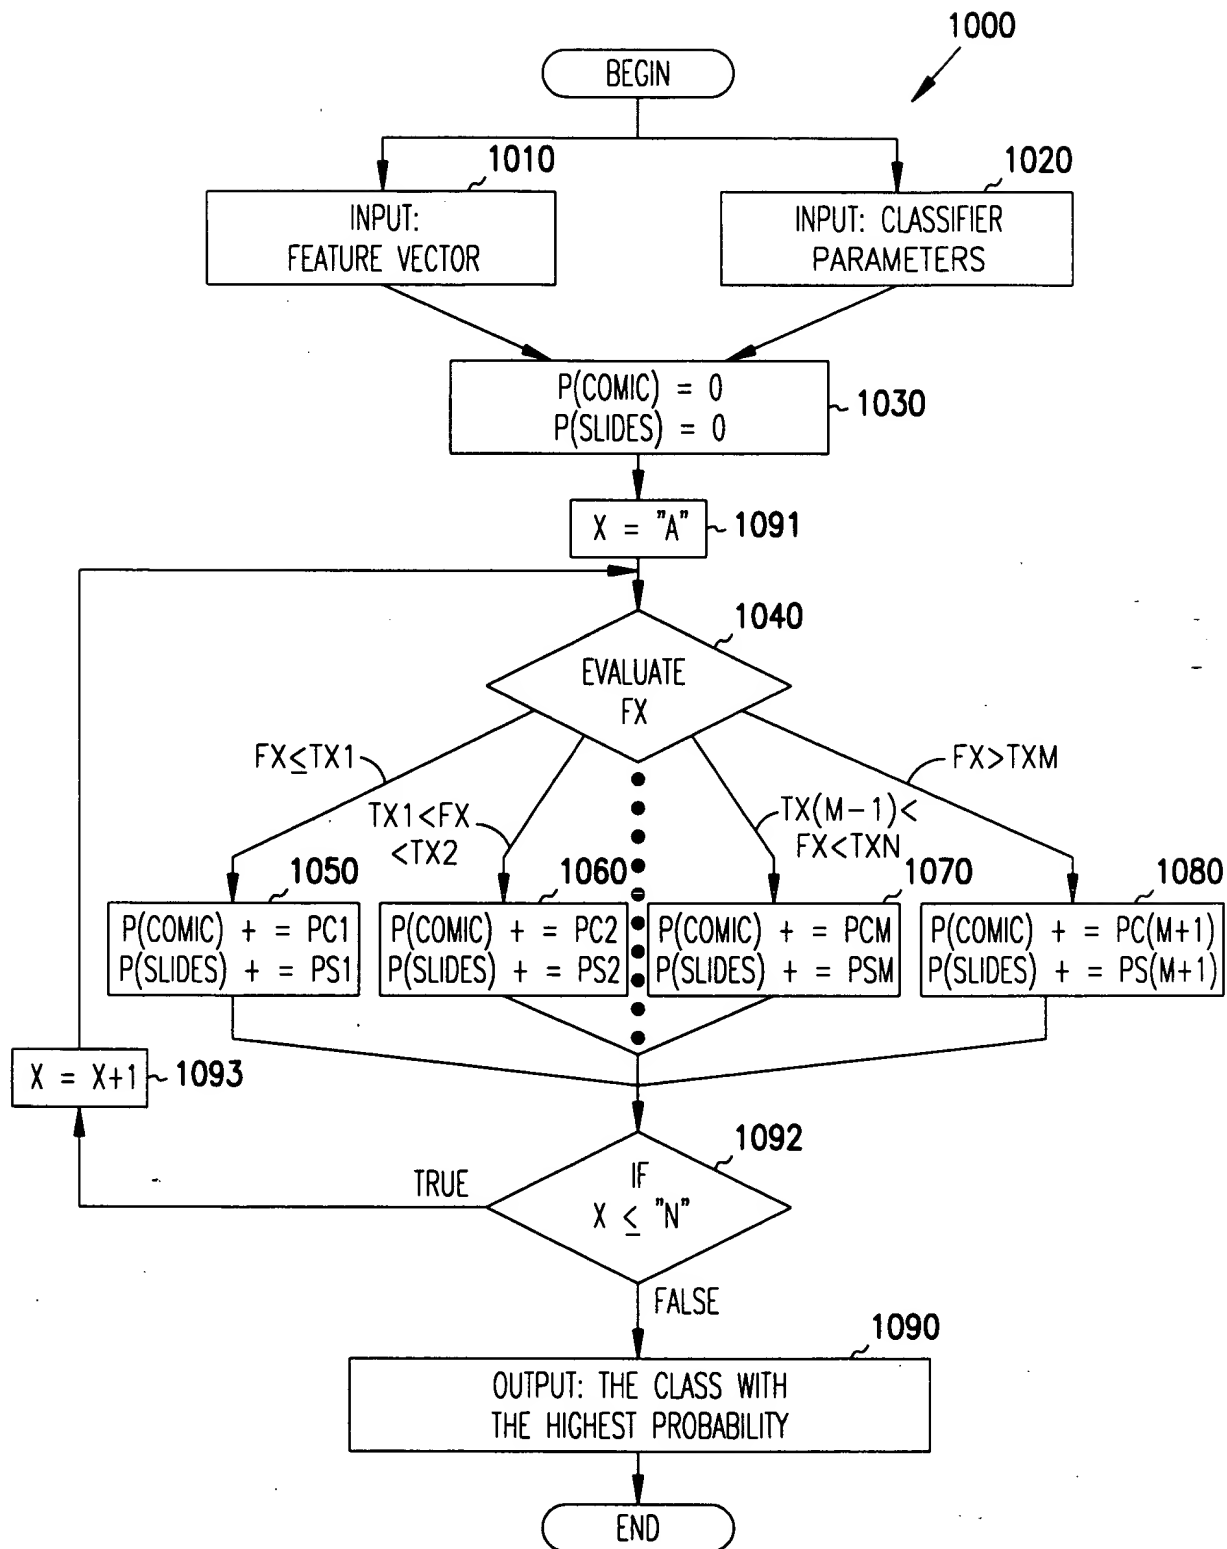 1000
BEGIN
1010
INPUT:
FEATURE VECTOR
1020
INPUT: CLASSIFIER
PARAMETERS
P(COMIC) = 0
P(SLIDES) = 0
1030
X = "A"
1091
1040
EVALUATE
FX
FX≤TX1
TX1<FX
<TX2
TX(M-1)<
FX<TXN
FX>TXM
1050
P(COMIC) + = PC1
P(SLIDES) + = PS1
1060
P(COMIC) + = PC2
P(SLIDES) + = PS2
1070
P(COMIC) + = PCM
P(SLIDES) + = PSM
1080
P(COMIC) + = PC(M+1)
P(SLIDES) + = PS(M+1)
X = X+1
1093
1092
IF
X ≤ "N"
TRUE
FALSE
1090
OUTPUT: THE CLASS WITH
THE HIGHEST PROBABILITY
END